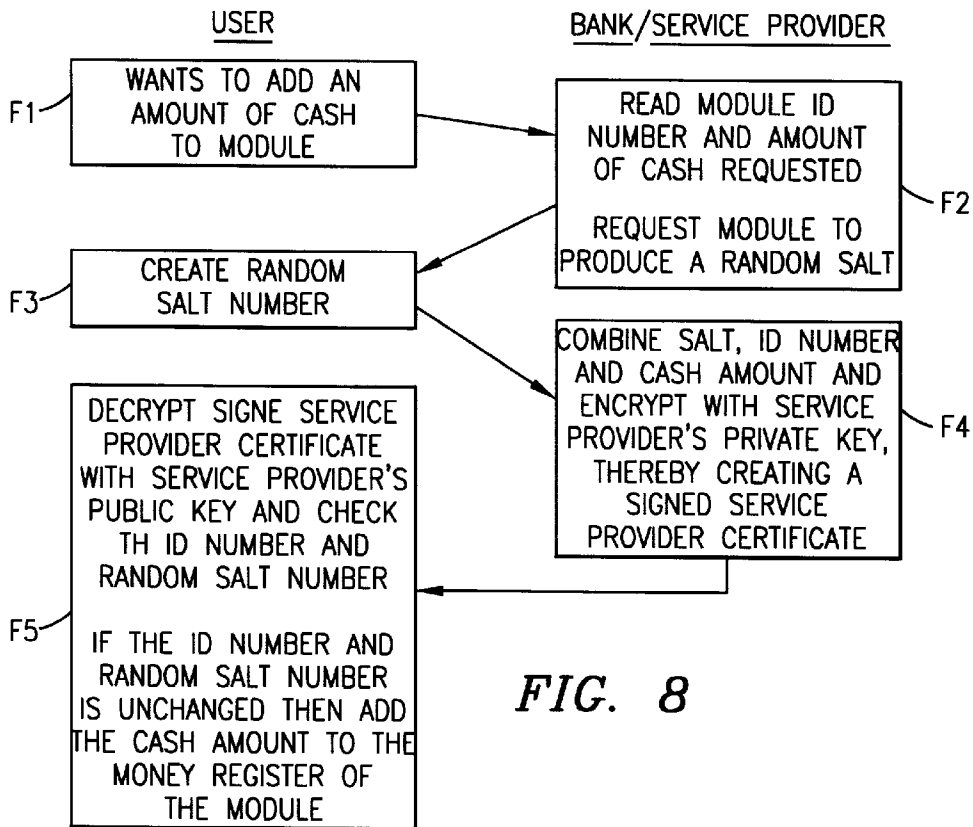 USER
BANK/SERVICE PROVIDER
F1
WANTS TO ADD AN
AMOUNT OF CASH
TO MODULE
READ MODULE ID
NUMBER AND AMOUNT
OF CASH REQUESTED
REQUEST MODULE TO
PRODUCE A RANDOM SALT
F2
F3
CREATE RANDOM
SALT NUMBER
COMBINE SALT, ID NUMBER
AND CASH AMOUNT AND
ENCRYPT WITH SERVICE
PROVIDER'S PRIVATE KEY,
THEREBY CREATING A
SIGNED SERVICE
PROVIDER CERTIFICATE
F4
DECRYPT SIGNE SERVICE
PROVIDER CERTIFICATE
WITH SERVICE PROVIDER'S
PUBLIC KEY AND CHECK
TH ID NUMBER AND
RANDOM SALT NUMBER
F5
IF THE ID NUMBER AND
RANDOM SALT NUMBER
IS UNCHANGED THEN ADD
THE CASH AMOUNT TO THE
MONEY REGISTER OF
THE MODULE
FIG. 8